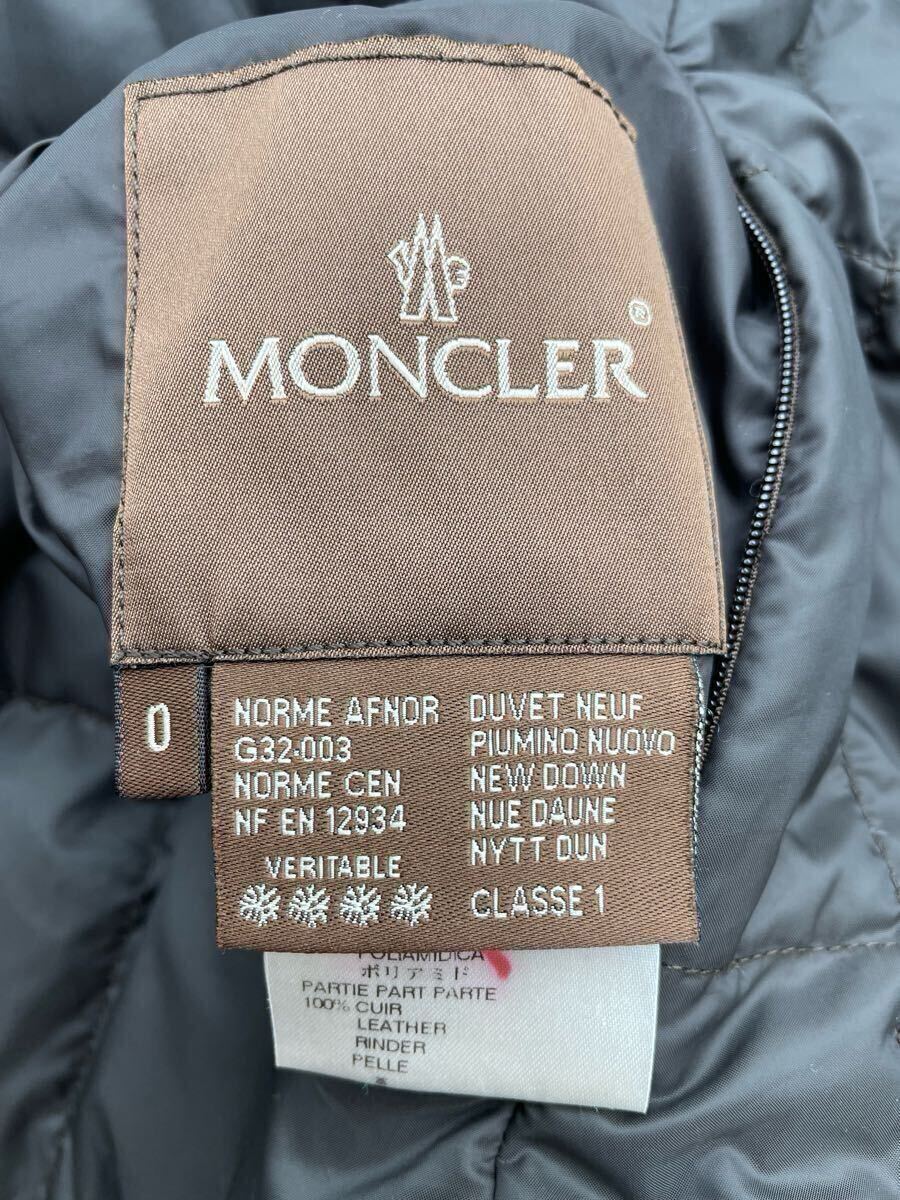 MONCLER®
0
NORME AFNOR
G32-003
NORME CEN
NF EN 12934
VERITABLE
DUVET NEUF
PIUMINO NUOVO
NEW DOWN
NUE DAUNE
NYTT DUN
CLASSE 1
POLIAMIDICA
ポリアミド
PARTIE PART PARTE
100% CUIR
LEATHER
RINDER
PELLE